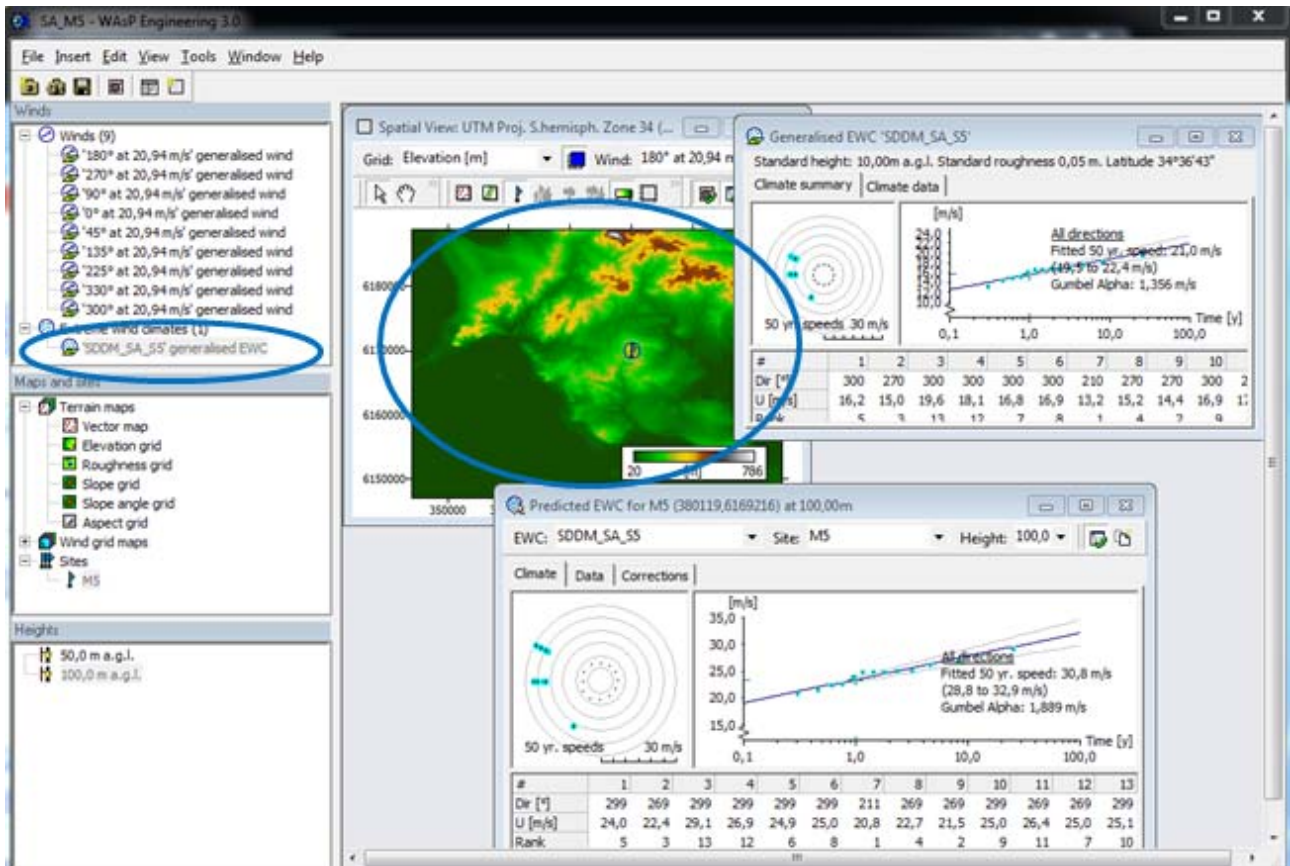 SA_M5 - WAsP Engineering 3.0
File Insert Edit View Tools Window Help
Winds
Winds (9)
'180° at 20,94 m/s' generalised wind
'270° at 20,94 m/s' generalised wind
'90° at 20,94 m/s' generalised wind
'0° at 20,94 m/s' generalised wind
'45° at 20,94 m/s' generalised wind
'135° at 20,94 m/s' generalised wind
'225° at 20,94 m/s' generalised wind
'330° at 20,94 m/s' generalised wind
'300° at 20,94 m/s' generalised wind
Extreme wind climates (1)
'SDDM_SA_S5' generalised EWC
Maps and sites
Terrain maps
Vector map
Elevation grid
Roughness grid
Slope grid
Slope angle grid
Aspect grid
Wind grid maps
Sites
M5
Heights
50,0 m a.g.l.
100,0 m a.g.l.
Spatial View: UTM Proj. S.hemisph. Zone 34 (...
Grid: Elevation [m] Wind: 180° at 20,94 m
6180000
6160000
6150000
20 [m] 786
350000
Generalised EWC 'SDDM_SA_S5'
Standard height: 10,00m a.g.l. Standard roughness 0,05 m. Latitude 34°36'43"
Climate summary Climate data
50 yr. speeds 30 m/s
[m/s]
24,0
10,0
All directions
Fitted 50 yr. speed: 21,0 m/s
(19,5 to 22,4 m/s)
Gumbel Alpha: 1,356 m/s
Time [y]
0,1 1,0 10,0 100,0
# 1 2 3 4 5 6 7 8 9 10
Dir [°] 300 270 300 300 300 300 210 270 270 300 2
U [m/s] 16,2 15,0 19,6 18,1 16,8 16,9 13,2 15,2 14,4 16,9 17
Rank 5 3 13 12 7 8 1 4 2 9
Predicted EWC for M5 (380119,6169216) at 100,00m
EWC: SDDM_SA_S5 Site: M5 Height: 100,0
Climate Data Corrections
50 yr. speeds 30 m/s
[m/s]
35,0
30,0
25,0
20,0
15,0
All directions
Fitted 50 yr. speed: 30,8 m/s
(28,8 to 32,9 m/s)
Gumbel Alpha: 1,889 m/s
Time [y]
0,1 1,0 10,0 100,0
# 1 2 3 4 5 6 7 8 9 10 11 12 13
Dir [°] 299 269 299 299 299 299 211 269 269 299 269 269 299
U [m/s] 24,0 22,4 29,1 26,9 24,9 25,0 20,8 22,7 21,5 25,0 26,4 25,0 25,1
Rank 5 3 13 12 6 8 1 4 2 9 11 7 10